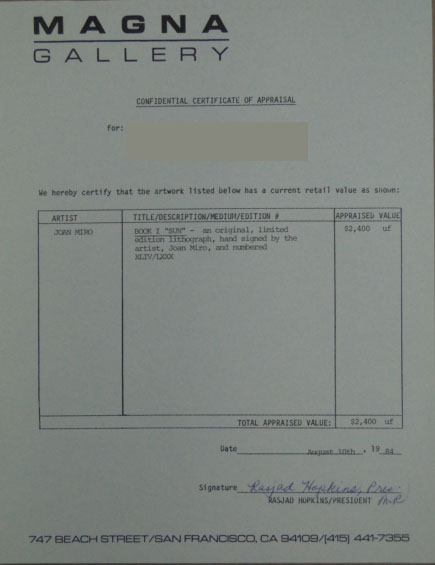 MAGNA
GALLERY
CONFIDENTIAL CERTIFICATE OF APPRAISAL
for:
We hereby certify that the artwork listed below has a current retail value as shown:
ARTIST
TITLE/DESCRIPTION/MEDIUM/EDITION #
APPRAISED VALUE
JOAN MIRO
BOOK I "SUN" - an original, limited
edition lithograph, hand signed by the
artist, Joan Miro, and numbered
XLIV/LXXX
$2,400 uf
TOTAL APPRAISED VALUE:
$2,400 uf
Date August 10th, 19 84
Signature Rasjad Hopkins, Pres.
RASJAD HOPKINS/PRESIDENT
747 BEACH STREET/SAN FRANCISCO, CA 94109/(415) 441-7355